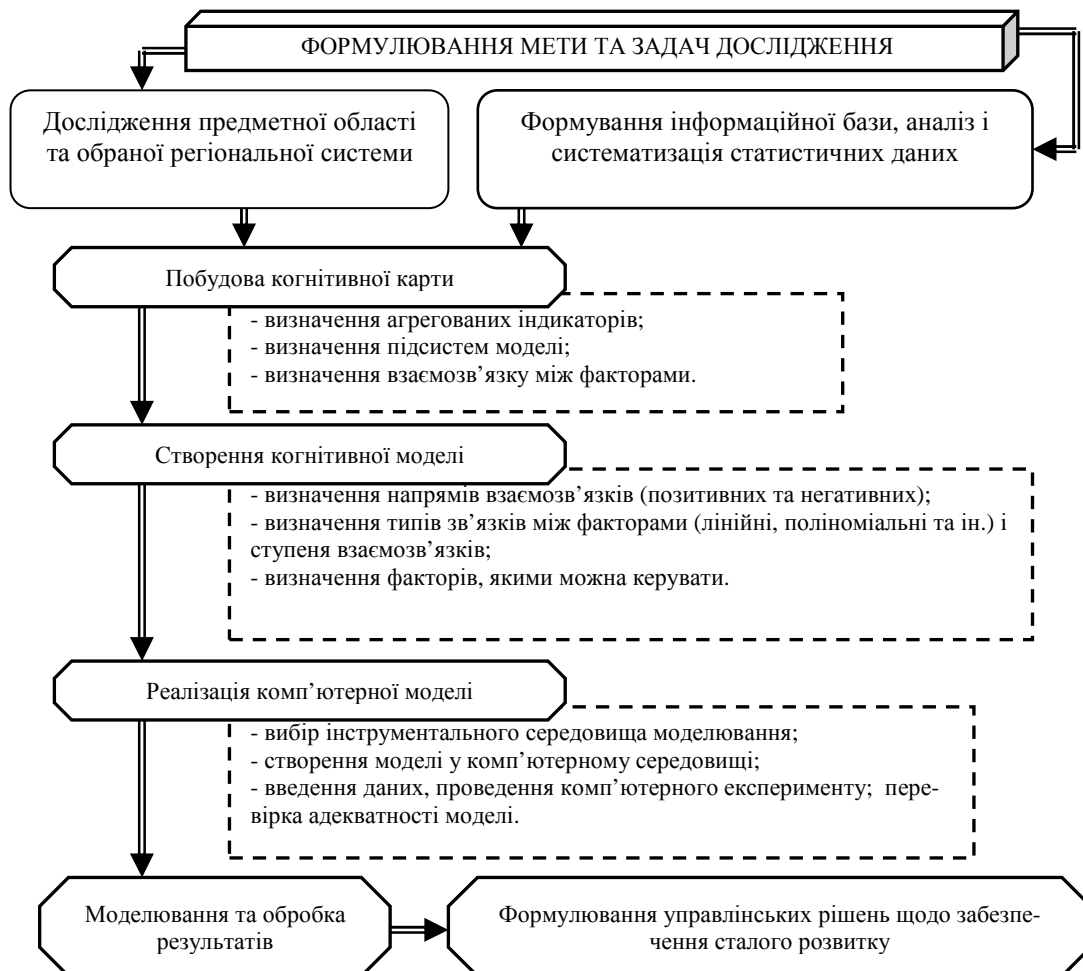 ФОРМУЛЮВАННЯ МЕТИ ТА ЗАДАЧ ДОСЛІДЖЕННЯ
Дослідження предметної області
та обраної регіональної системи
Формування інформаційної бази, аналіз і
систематизація статистичних даних
Побудова когнітивної карти
- визначення агрегованих індикаторів;
- визначення підсистем моделі;
- визначення взаємозв'язку між факторами.
Створення когнітивної моделі
- визначення напрямів взаємозв'язків (позитивних та негативних);
- визначення типів зв'язків між факторами (лінійні, поліноміальні та ін.) і
ступеня взаємозв'язків;
- визначення факторів, якими можна керувати.
Реалізація комп'ютерної моделі
- вибір інструментального середовища моделювання;
- створення моделі у комп'ютерному середовищі;
- введення даних, проведення комп'ютерного експерименту; пере-
вірка адекватності моделі.
Моделювання та обробка
результатів
Формулювання управлінських рішень щодо забезпе-
чення сталого розвитку